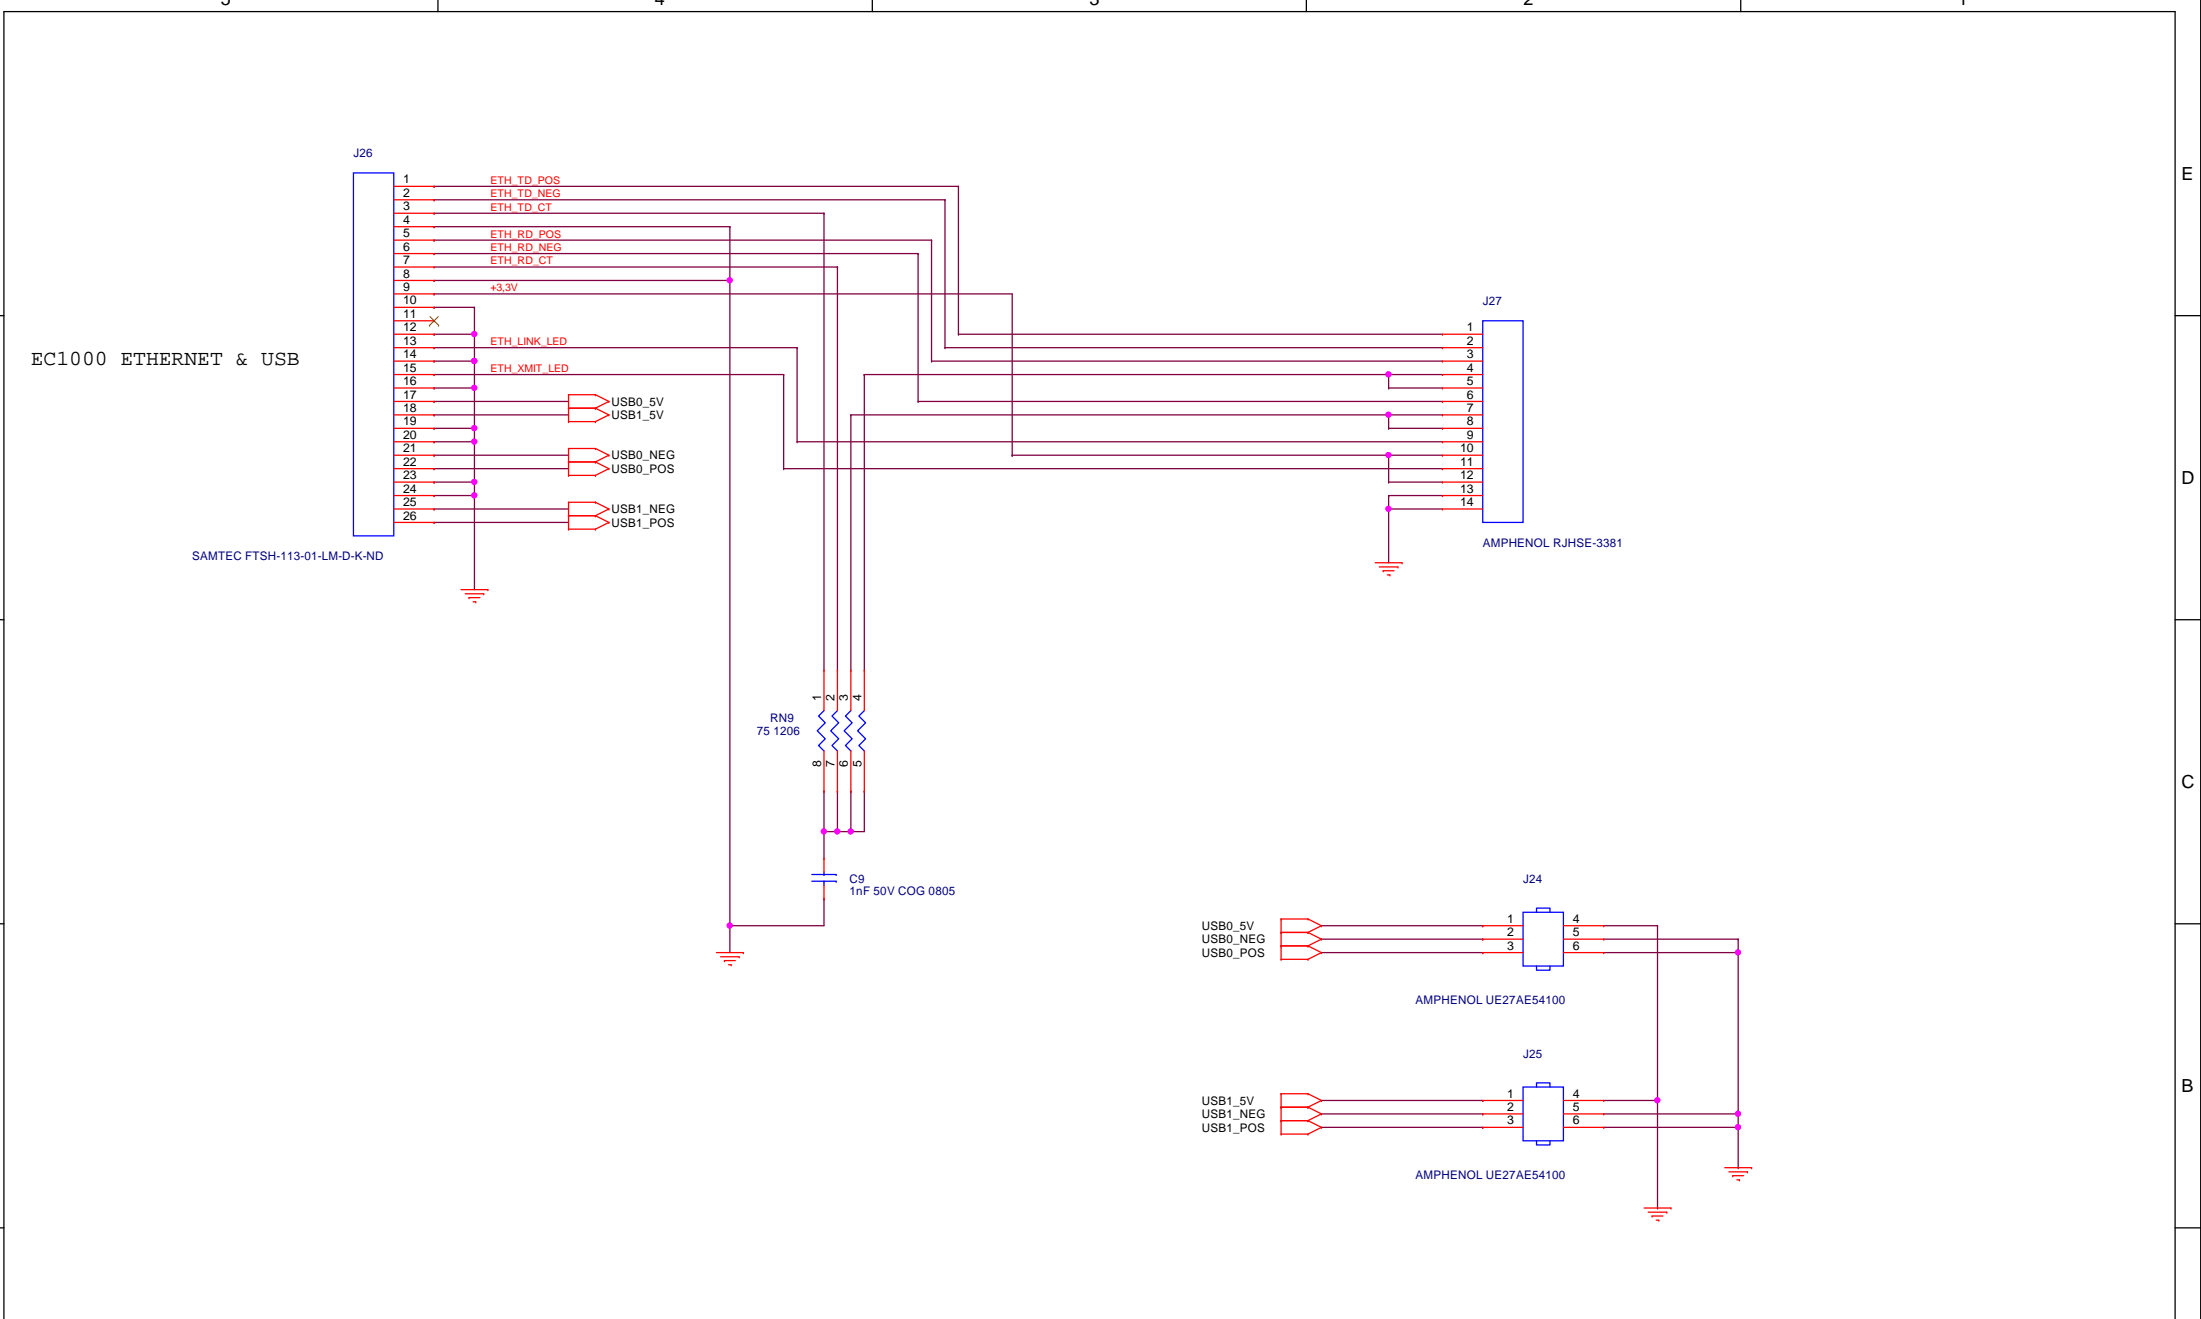 4
2
J26
1 ETH_TD_POS
2 ETH_TD_NEG
3 ETH_TD_CT
4
5 ETH_RD_POS
6 ETH_RD_NEG
7 ETH_RD_CT
8
9 +3,3V
10
11
12
13 ETH_LINK_LED
14
15 ETH_XMIT_LED
16
17 USB0_5V
18 USB1_5V
19
20
21 USB0_NEG
22 USB0_POS
23
24
25 USB1_NEG
26 USB1_POS
SAMTEC FTSH-113-01-LM-D-K-ND
EC1000 ETHERNET & USB
J27
1
2
3
4
5
6
7
8
9
10
11
12
13
14
AMPHENOL RJHSE-3381
E
D
C
B
1 2 3 4
RN9
75 1206
8 7 6 5
C9
1nF 50V COG 0805
J24
USB0_5V 1 4
USB0_NEG 2 5
USB0_POS 3 6
AMPHENOL UE27AE54100
J25
USB1_5V 1 4
USB1_NEG 2 5
USB1_POS 3 6
AMPHENOL UE27AE54100